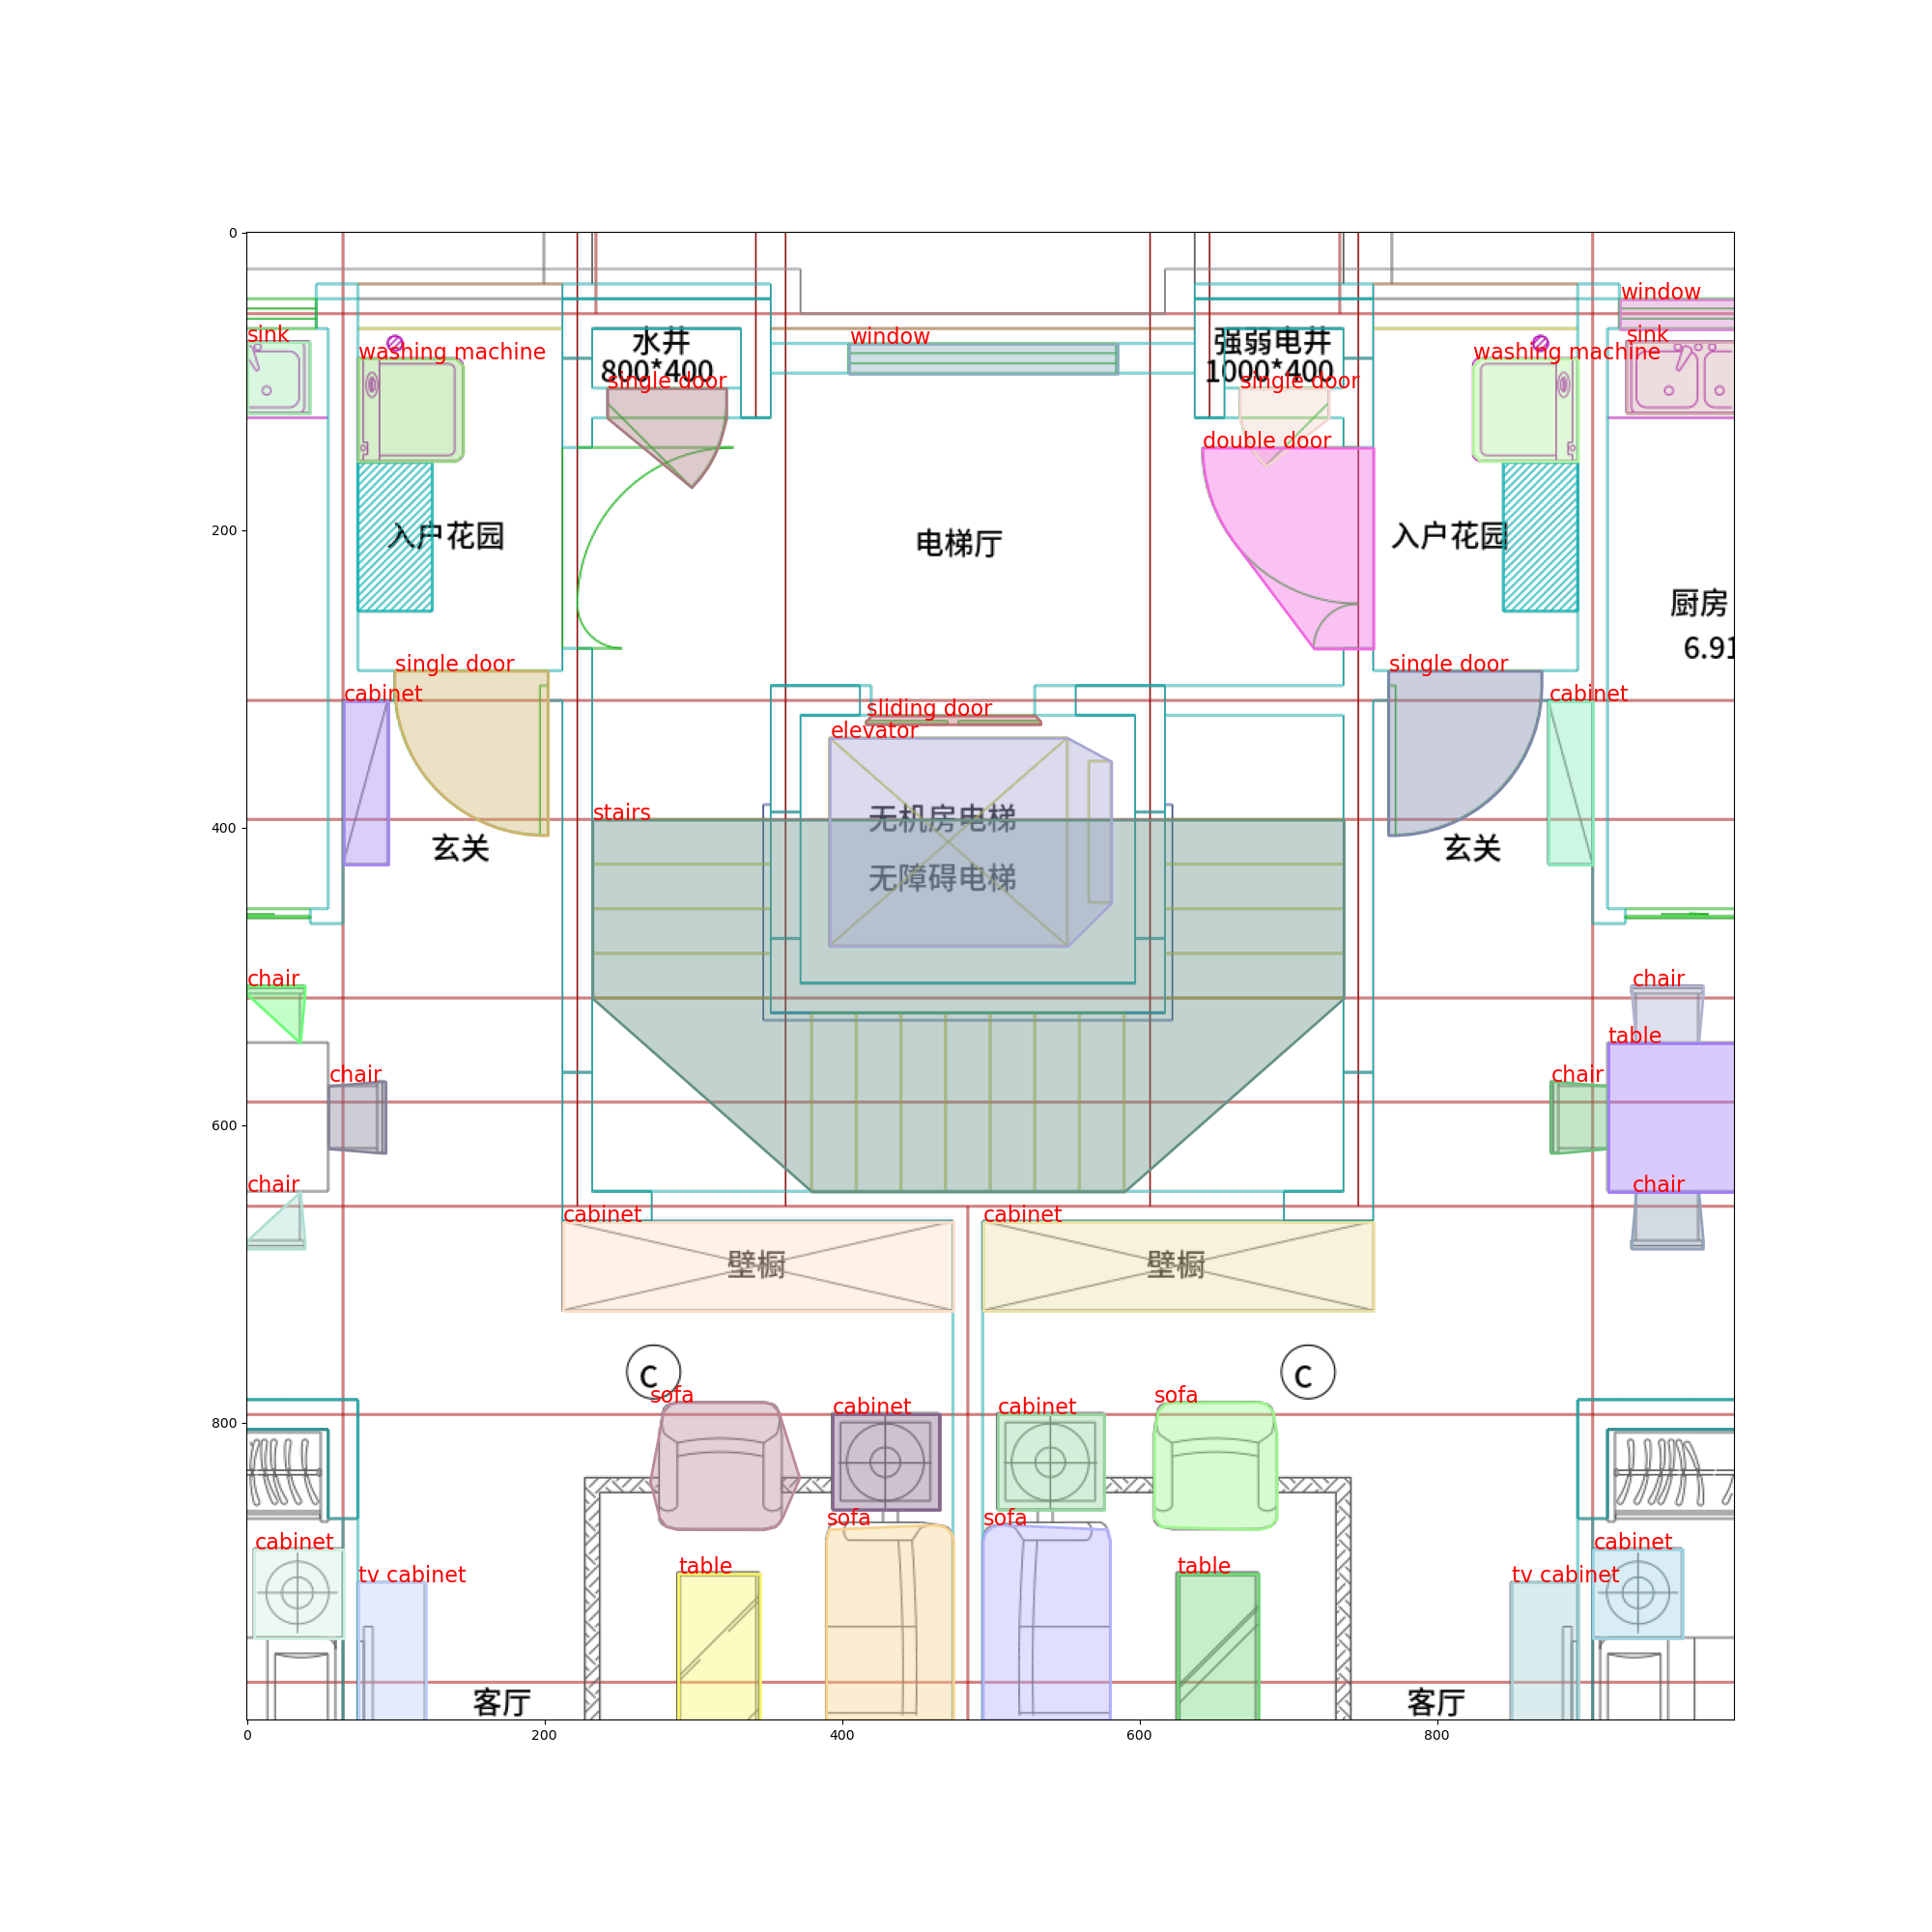 0
window
水井
强弱电井
sink
window
sink
washing machine
washing machine
800*400
1000*400
single door
single door
double door
200
入户花园
电梯厅
入户花园
厨房
6.91
single door
single door
cabinet
cabinet
sliding door
elevator
stairs
无机房电梯
400
玄关
玄关
无障碍电梯
chair
chair
table
chair
chair
600
chair
chair
cabinet
cabinet
壁橱
壁橱
C
C
sofa
sofa
cabinet
cabinet
800
sofa
sofa
cabinet
cabinet
table
table
tv cabinet
tv cabinet
客厅
客厅
0
200
400
600
800